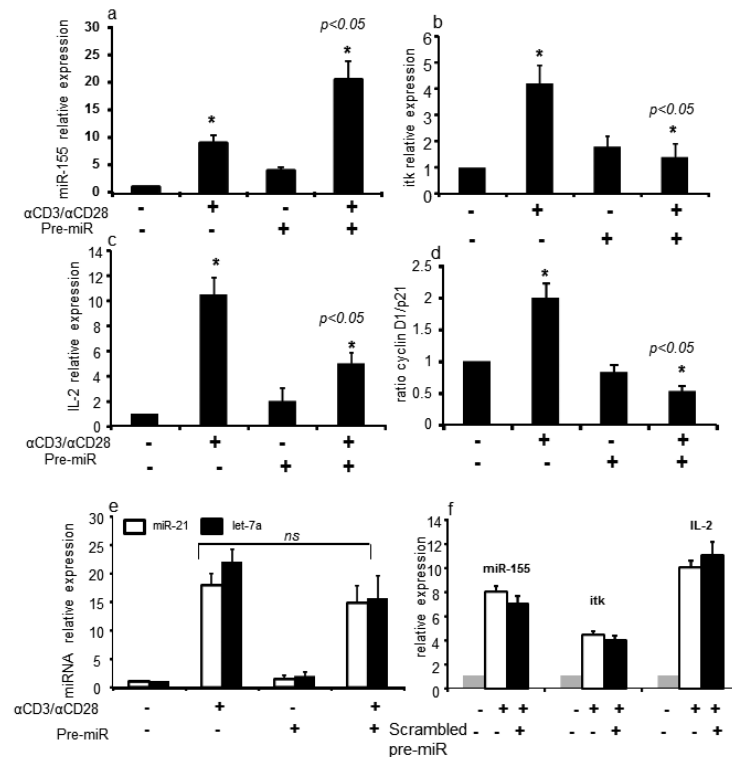 a
miR-155 relative expression
30
25
20
15
10
5
0
*
p<0.05
*
αCD3/αCD28 - + - +
Pre-miR - - + +
b
itk relative expression
6
5
4
3
2
1
0
*
p<0.05
*
- + - +
- - + +
c
IL-2 relative expression
14
12
10
8
6
4
2
0
*
p<0.05
*
αCD3/αCD28 - + - +
Pre-miR - - + +
d
ratio cyclin D1/p21
2.5
2
1.5
1
0.5
0
*
p<0.05
*
- + - +
- - + +
e
miRNA relative expression
30
25
20
15
10
5
0
miR-21 let-7a
ns
αCD3/αCD28 - + - +
Pre-miR - - + +
f
relative expression
14
12
10
8
6
4
2
0
miR-155
itk
IL-2
- + + - + + - + +
Scrambled - - + - - + - - +
pre-miR